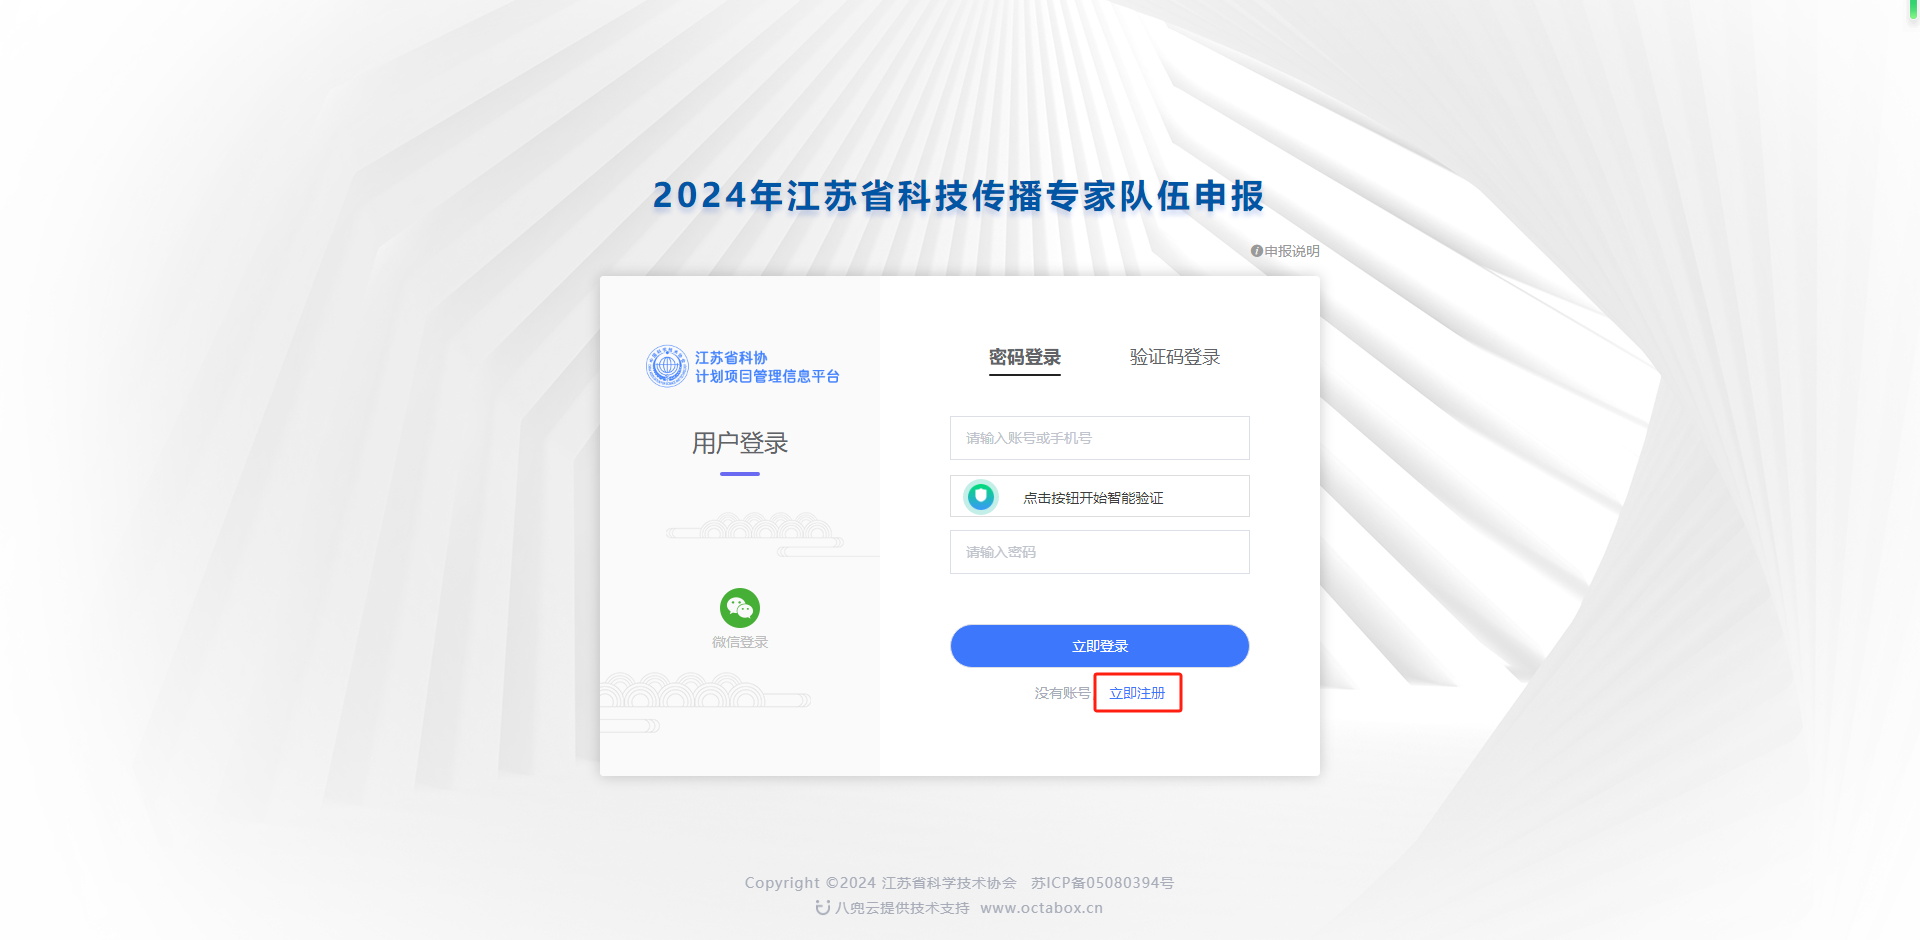 2024年江苏省科技传播专家队伍申报
申报说明
江苏省科协
计划项目管理信息平台
用户登录
微信登录
密码登录 验证码登录
请输入账号或手机号
点击按钮开始智能验证
请输入密码
立即登录
没有账号 立即注册
Copyright ©2024 江苏省科学技术协会 苏ICP备05080394号
八兜云提供技术支持 www.octabox.cn